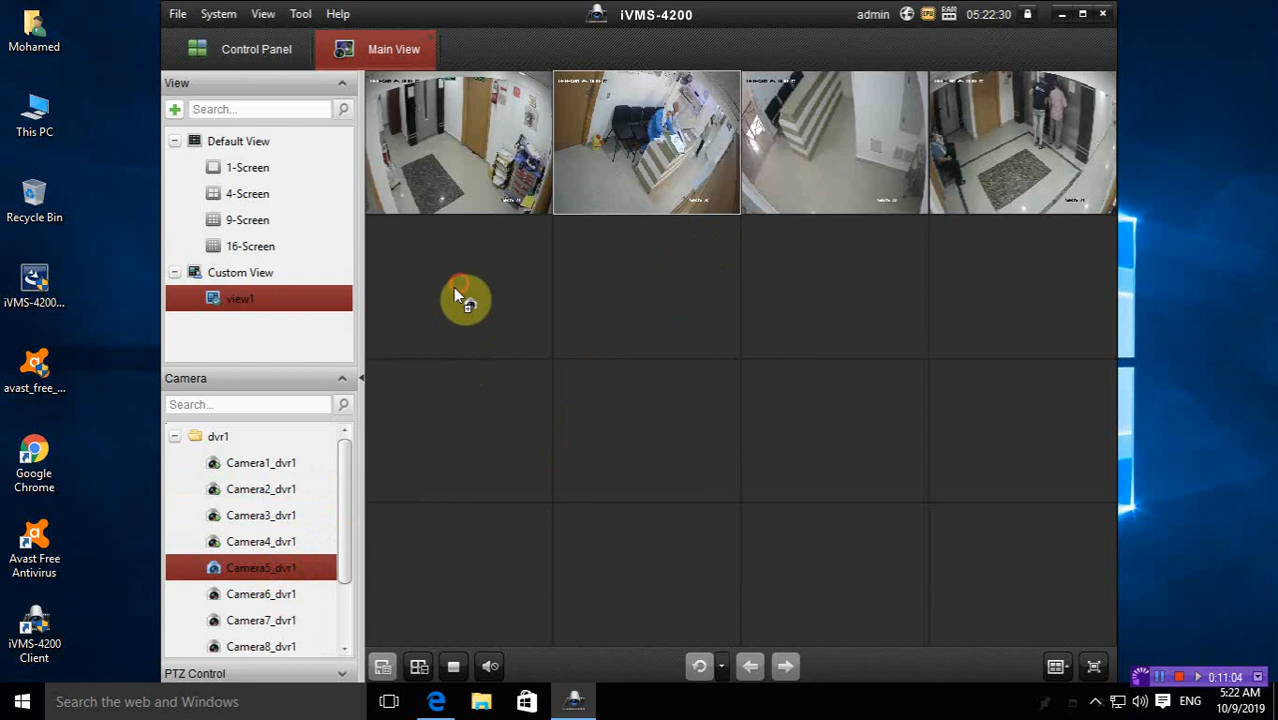 Mohamed
This PC
Recycle Bin
iVMS-4200...
avast_free_...
Google
Chrome
Avast Free
Antivirus
iVMS-4200
Client
File System View Tool Help
iVMS-4200
admin
CPU
RAM
05:22:30
Control Panel
Main View
View
Search...
Default View
1-Screen
4-Screen
9-Screen
16-Screen
Custom View
view1
Camera
Search...
dvr1
Camera1_dvr1
Camera2_dvr1
Camera3_dvr1
Camera4_dvr1
Camera5_dvr1
Camera6_dvr1
Camera7_dvr1
Camera8_dvr1
PTZ Control
0:11:04
Search the web and Windows
ENG
5:22 AM
10/9/2019